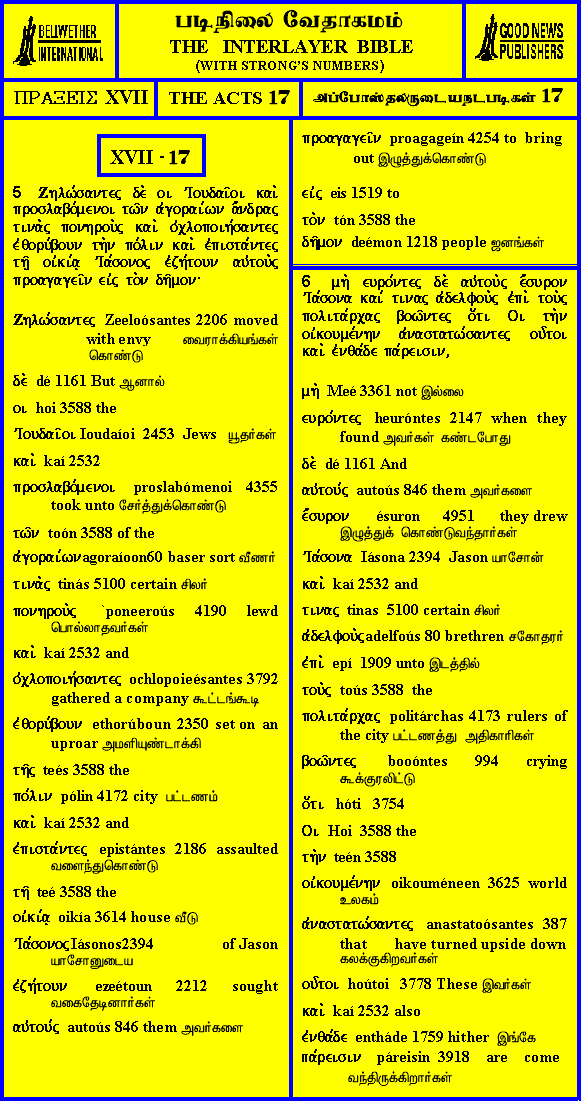 BELLWETHER
INTERNATIONAL
படிநிலை வேதாகமம்
THE INTERLAYER BIBLE
(WITH STRONG'S NUMBERS)
GOOD NEWS
PUBLISHERS
ΠΡΑΞΕΙΣ XVII
THE ACTS 17
அப்போஸ்தலருடையநடபடிகள் 17
XVII - 17
5 Ζηλώσαντες δὲ οι Ἰουδαῖοι καὶ
προσλαβόμενοι τῶν ἀγοραίων ἄνδρας
τινὰς πονηροὺς καὶ ὀχλοποιήσαντες
ἐθορύβουν τὴν πόλιν καὶ ἐπιστάντες
τῇ οἰκίᾳ Ἰάσονος ἐζήτουν αυτοὺς
προαγαγεῖν εἰς τὸν δῆμον·
Ζηλώσαντες Zeeloósantes 2206 moved
with envy வைராக்கியங்கள்
கொண்டு
δὲ dé 1161 But ஆனால்
οι hoi 3588 the
Ἰουδαῖοι Ioudaíoi 2453 Jews யூதர்கள்
καὶ kaí 2532
προσλαβόμενοι proslabómenoi 4355
took unto சேர்த்துக்கொண்டு
τῶν toón 3588 of the
ἀγοραίων agoraíoon60 baser sort வீணர்
τινὰς tinás 5100 certain சிலர்
πονηροὺς `poneeroús 4190 lewd
பொல்லாதவர்கள்
καὶ kaí 2532 and
ὀχλοποιήσαντες ochlopoieésantes 3792
gathered a company கூட்டங்கூடி
ἐθορύβουν ethorúboun 2350 set on an
uproar அமளியுண்டாக்கி
τῆς teés 3588 the
πόλιν pólin 4172 city பட்டணம்
καὶ kaí 2532 and
ἐπιστάντες epistántes 2186 assaulted
வளைந்துகொண்டு
τῇ teé 3588 the
οἰκίᾳ oikía 3614 house வீடு
Ἰάσονος Iásonos2394 of Jason
யாசோனுடைய
ἐζήτουν ezeétoun 2212 sought
வகைதேடினார்கள்
αὐτούς autoús 846 them அவர்களை
προαγαγεῖν proagageín 4254 to bring
out இழுத்துக்கொண்டு
εἰς eis 1519 to
τὸν tón 3588 the
δῆμον deémon 1218 people ஜனங்கள்
6 μὴ ευρόντες δὲ αυτοὺς ἔσυρον
Ἰάσονα καί τινας ἀδελφοὺς ἐπὶ τοὺς
πολιτάρχας βοῶντες ὅτι Οι τὴν
οἰκουμένην ἀναστατώσαντες οὗτοι
καὶ ἐνθάδε πάρεισιν,
μὴ Meé 3361 not இல்லை
ευρόντες heuróntes 2147 when they
found அவர்கள் கண்டபோது
δὲ dé 1161 And
αὐτούς autoús 846 them அவர்களை
ἔσυρον ésuron 4951 they drew
இழுத்துக் கொண்டுவந்தார்கள்
Ἰάσονα Iásona 2394 Jason யாசோன்
καὶ kaí 2532 and
τινας tinas 5100 certain சிலர்
ἀδελφοὺς adelfoús 80 brethren சகோதரர்
ἐπὶ epí 1909 unto இடத்தில்
τοὺς toús 3588 the
πολιτάρχας politárchas 4173 rulers of
the city பட்டணத்து அதிகாரிகள்
βοῶντες booóntes 994 crying
கூக்குரலிட்டு
ὅτι hóti 3754
Οι Hoi 3588 the
τὴν teén 3588
οἰκουμένην oikouméneen 3625 world
உலகம்
ἀναστατώσαντες anastatoósantes 387
that have turned upside down
கலக்குகிறவர்கள்
οὗτοι hoútoi 3778 These இவர்கள்
καὶ kaí 2532 also
ἐνθάδε entháde 1759 hither இங்கே
πάρεισιν páreisin 3918 are come
வந்திருக்கிறார்கள்